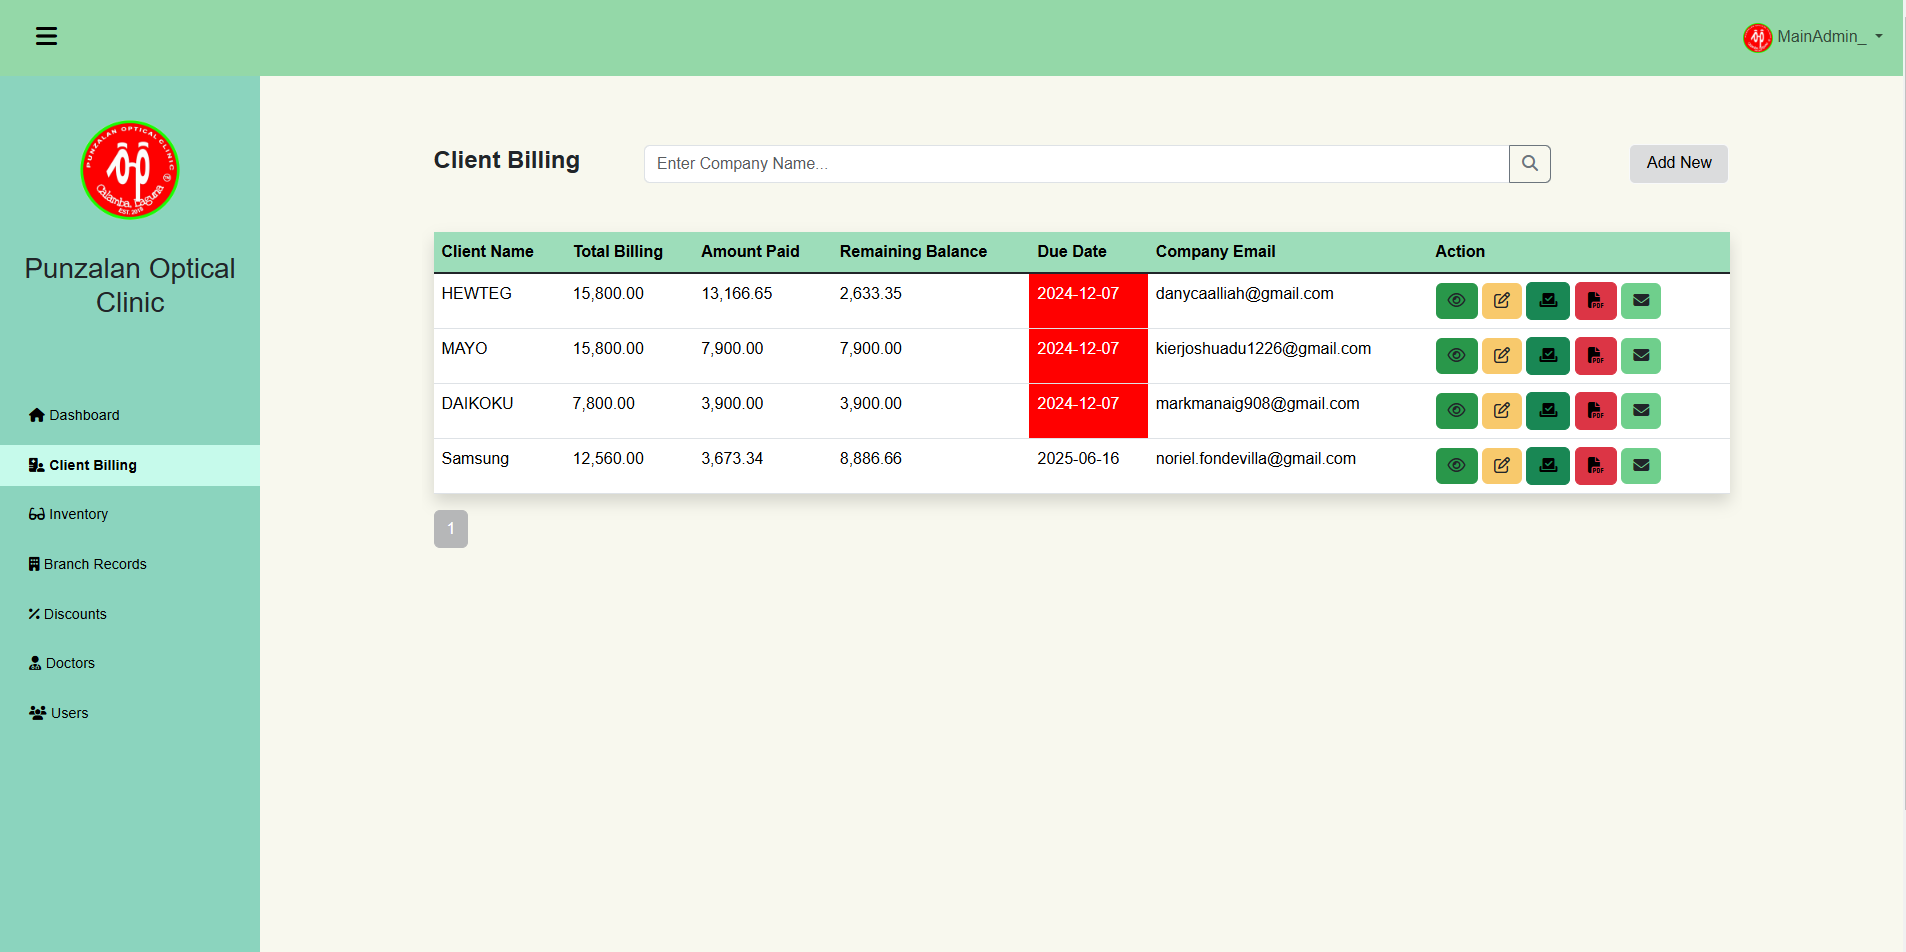 MainAdmin_
PUNZALAN OPTICAL CLINIC
Calamba, Laguna
EST. 2019
Punzalan Optical
Clinic
Dashboard
Client Billing
Inventory
Branch Records
Discounts
Doctors
Users
Client Billing
Enter Company Name...
Add New
Client Name Total Billing Amount Paid Remaining Balance Due Date Company Email Action
HEWTEG 15,800.00 13,166.65 2,633.35 2024-12-07 danycaalliah@gmail.com
PDF
MAYO 15,800.00 7,900.00 7,900.00 2024-12-07 kierjoshuadu1226@gmail.com
PDF
DAIKOKU 7,800.00 3,900.00 3,900.00 2024-12-07 markmanaig908@gmail.com
PDF
Samsung 12,560.00 3,673.34 8,886.66 2025-06-16 noriel.fondevilla@gmail.com
PDF
1